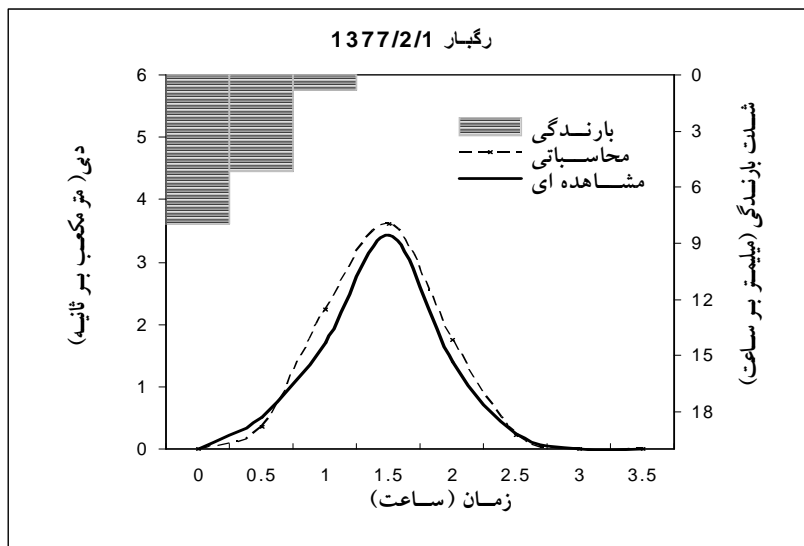 رگبار 1377/2/1
6
5
4
3
2
1
0
دبی( متر مکعب بر ثانیه)
0
3
6
9
12
15
18
شدت بارندگی (میلیمتر بر ساعت)
بارندگی
محاسباتی
مشاهده ای
0 0.5 1 1.5 2 2.5 3 3.5
زمان (ساعت)